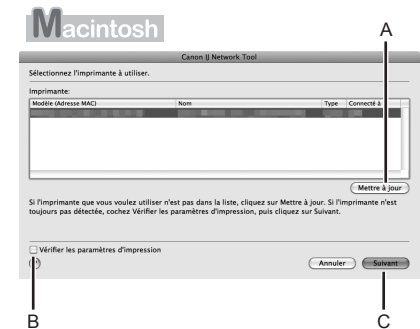 Macintosh
A
Canon IJ Network Tool
Sélectionnez l'imprimante à utiliser.
Imprimante:
Modèle (Adresse MAC) Nom Type Connecté à
Mettre à jour
Si l'imprimante que vous voulez utiliser n'est pas dans la liste, cliquez sur Mettre à jour. Si l'imprimante n'est
toujours pas détectée, cochez Vérifier les paramètres d'impression, puis cliquez sur Suivant.
Vérifier les paramètres d'impression
Annuler Suivant
B C